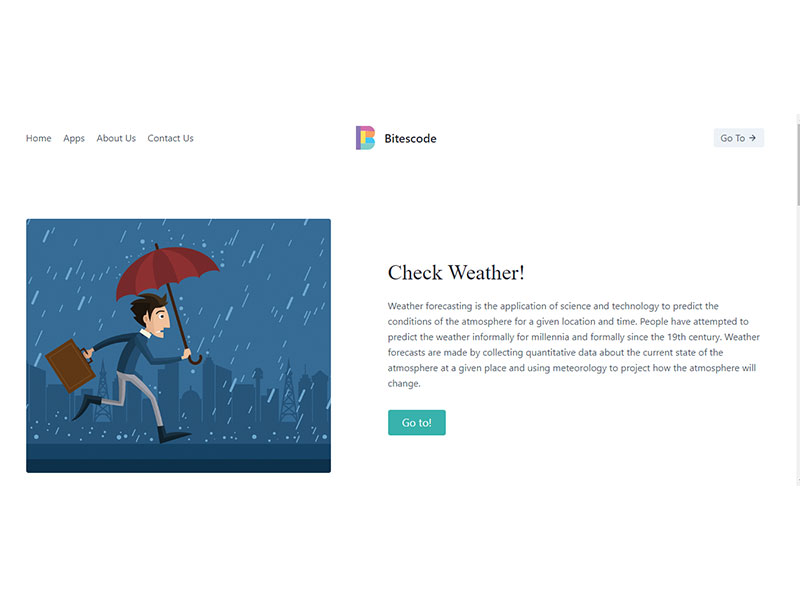 Home Apps About Us Contact Us Bitescode Go To →
Check Weather!
Weather forecasting is the application of science and technology to predict the
conditions of the atmosphere for a given location and time. People have attempted to
predict the weather informally for millennia and formally since the 19th century. Weather
forecasts are made by collecting quantitative data about the current state of the
atmosphere at a given place and using meteorology to project how the atmosphere will
change.
Go to!